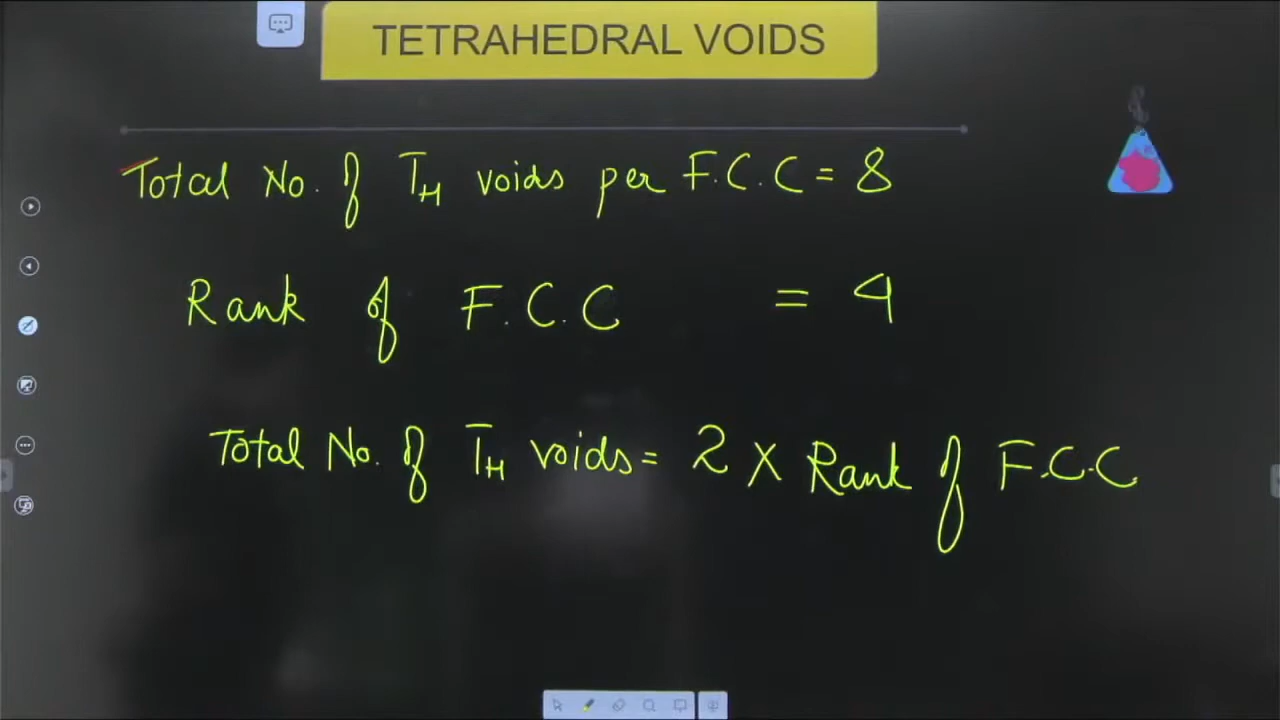 TETRAHEDRAL VOIDS
Total No. of TH voids per F.C.C = 8
Rank of F.C.C = 4
Total No. of TH voids = 2 X Rank of F.C.C